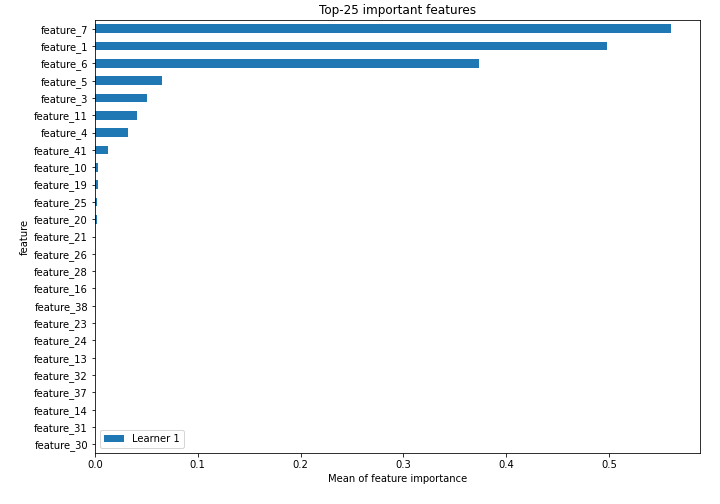 Top-25 important features
feature_7
feature_1
feature_6
feature_5
feature_3
feature_11
feature_4
feature_41
feature_10
feature_19
feature_25
feature_20
feature_21
feature_26
feature_28
feature_16
feature_38
feature_23
feature_24
feature_13
feature_32
feature_37
feature_14
feature_31
feature_30
feature
Learner 1
0.0 0.1 0.2 0.3 0.4 0.5
Mean of feature importance